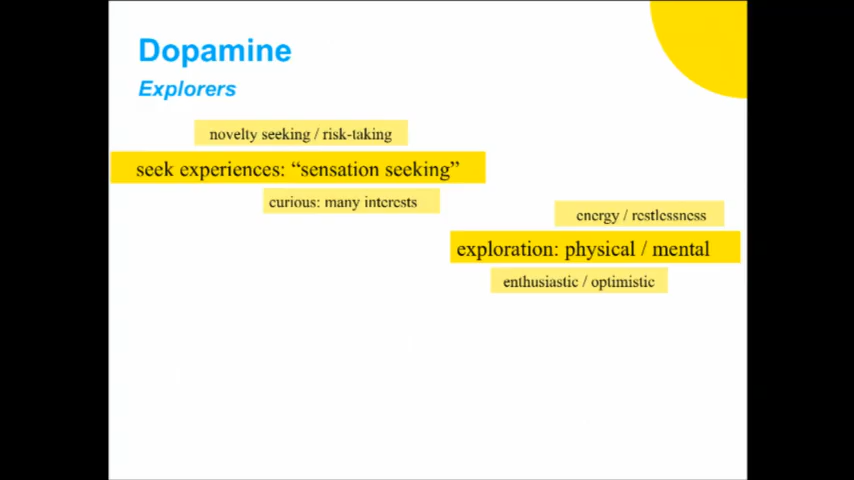 Dopamine
Explorers
novelty seeking / risk-taking
seek experiences: “sensation seeking”
curious: many interests
energy / restlessness
exploration: physical / mental
enthusiastic / optimistic